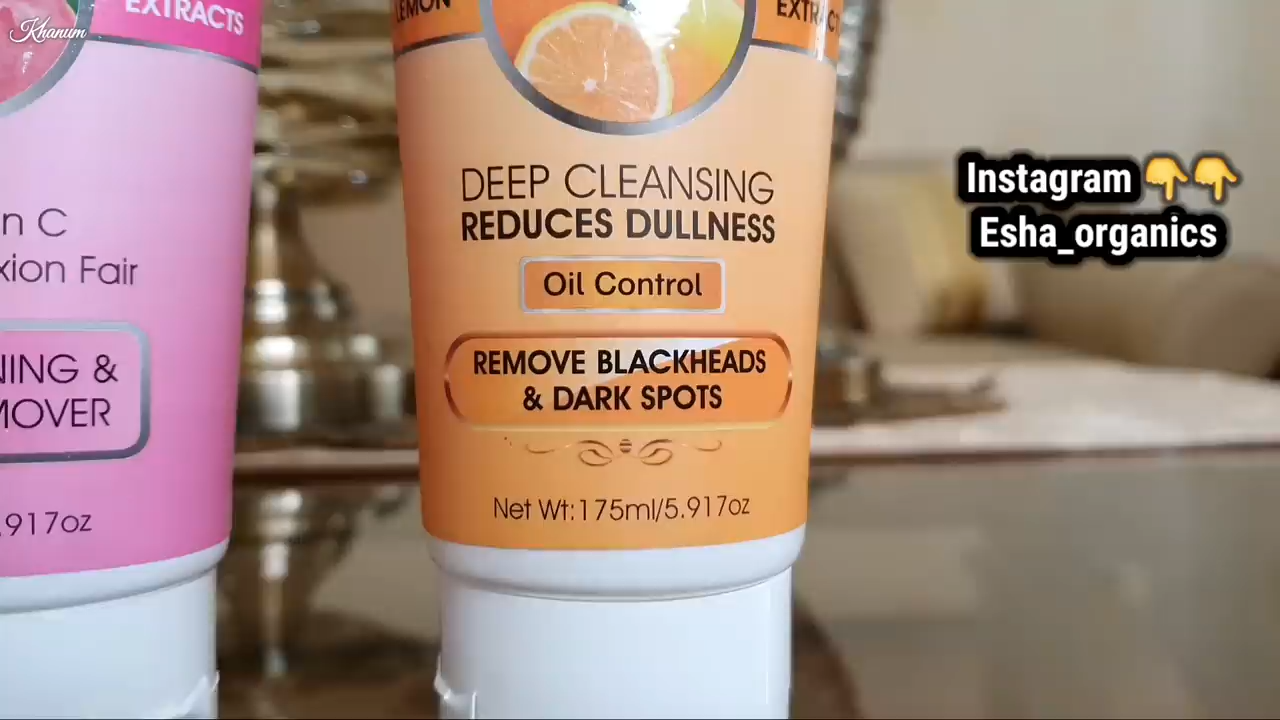 Khanum
EXTRACTS
n C
xion Fair
NING &
MOVER
.917oz
LEMON
DEEP CLEANSING
REDUCES DULLNESS
Oil Control
REMOVE BLACKHEADS
& DARK SPOTS
Net Wt:175ml/5.917oz
Instagram 👇👇
Esha_organics